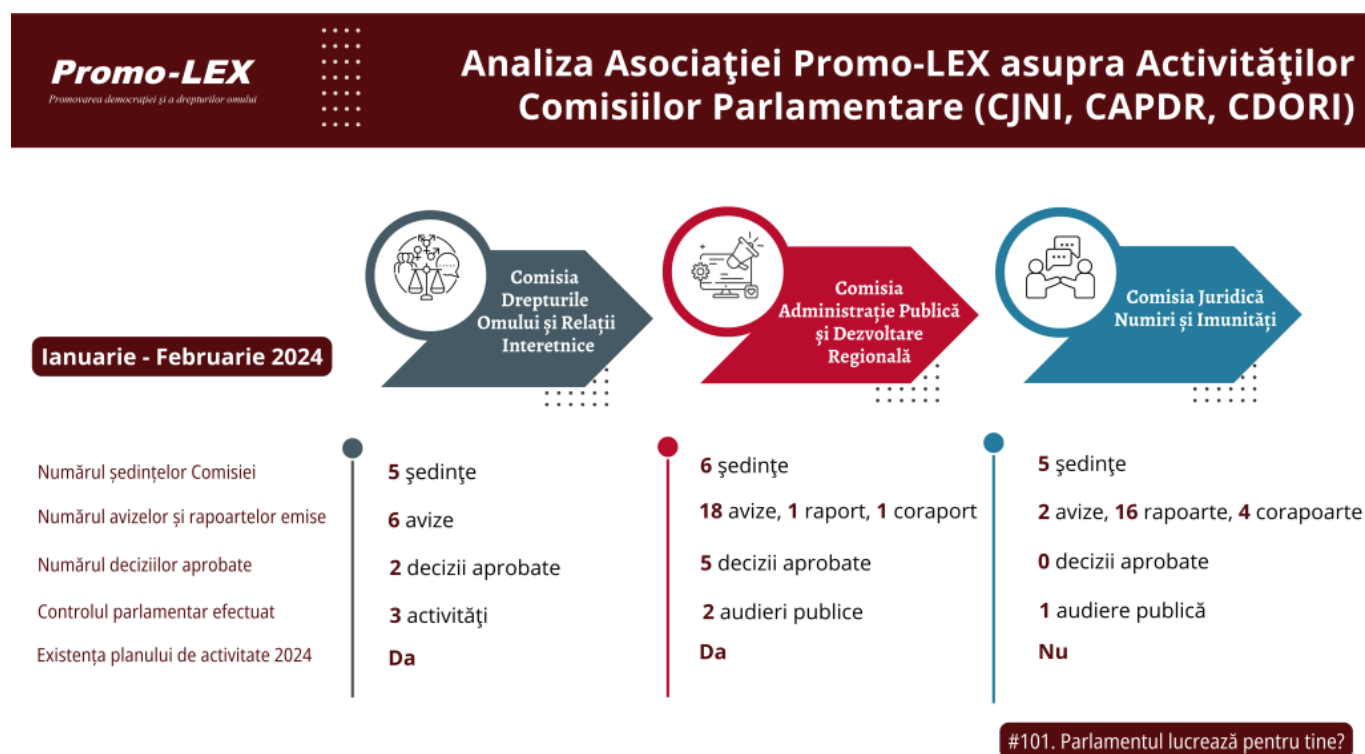 Promo-LEX
Promovarea democrației și a drepturilor omului
Analiza Asociaţiei Promo-LEX asupra Activităţilor
Comisiilor Parlamentare (CJNI, CAPDR, CDORI)
Ianuarie - Februarie 2024
Comisia
Drepturile
Omului și Relații
Interetnice
Comisia
Administrație Publică
și Dezvoltare
Regională
Comisia Juridică
Numiri și Imunități
Numărul ședințelor Comisiei
5 şedinţe
6 şedinţe
5 şedinţe
Numărul avizelor și rapoartelor emise
6 avize
18 avize, 1 raport, 1 coraport
2 avize, 16 rapoarte, 4 corapoarte
Numărul deciziilor aprobate
2 decizii aprobate
5 decizii aprobate
0 decizii aprobate
Controlul parlamentar efectuat
3 activităţi
2 audieri publice
1 audiere publică
Existența planului de activitate 2024
Da
Da
Nu
#101. Parlamentul lucrează pentru tine?